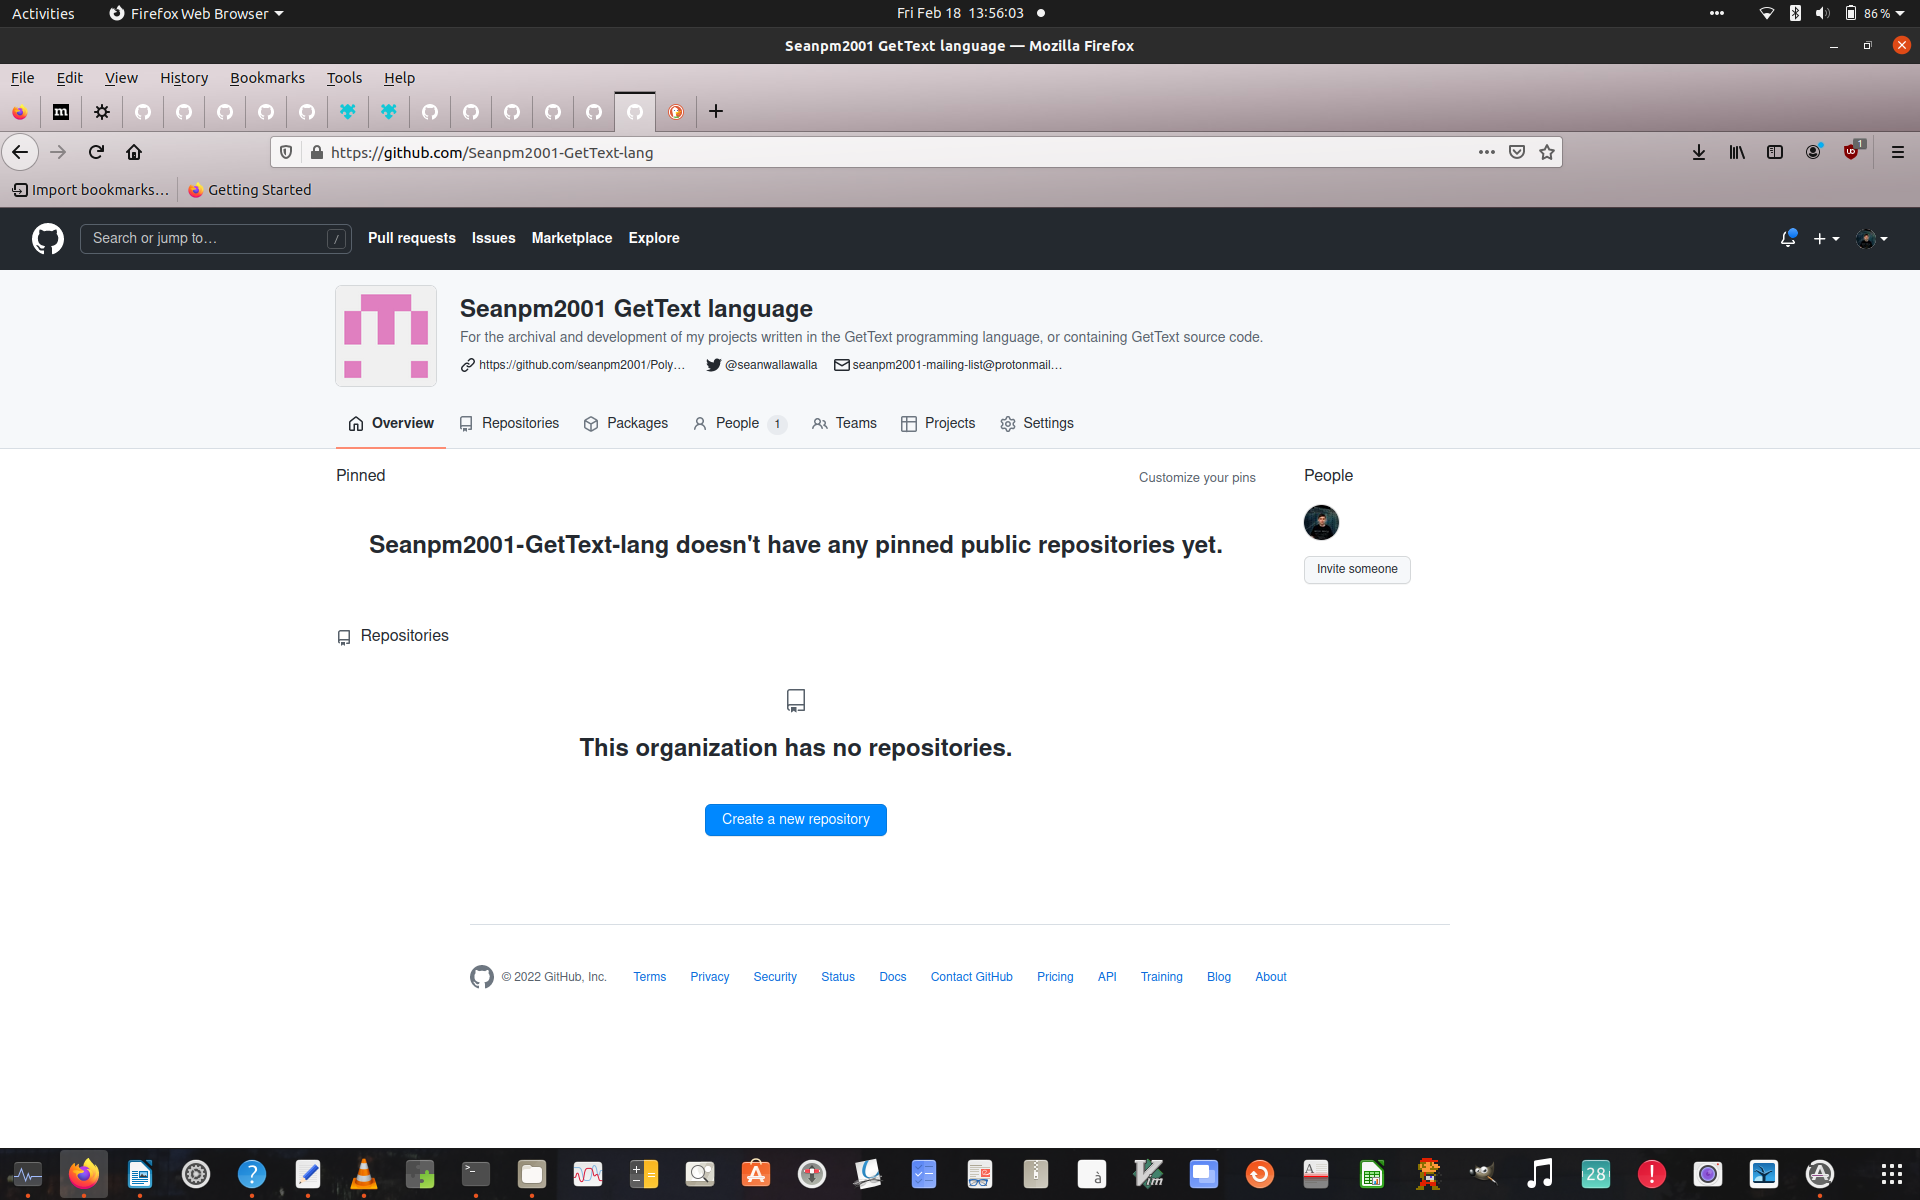 Activities
Firefox Web Browser
Fri Feb 18 13:56:03
86 %
Seanpm2001 GetText language — Mozilla Firefox
File Edit View History Bookmarks Tools Help
https://github.com/Seanpm2001-GetText-lang
1
Import bookmarks…
Getting Started
Search or jump to…
/
Pull requests Issues Marketplace Explore
Seanpm2001 GetText language
For the archival and development of my projects written in the GetText programming language, or containing GetText source code.
https://github.com/seanpm2001/Poly…
@seanwallawalla
seanpm2001-mailing-list@protonmail…
Overview Repositories Packages People 1 Teams Projects Settings
Pinned
Customize your pins
People
Seanpm2001-GetText-lang doesn't have any pinned public repositories yet.
Invite someone
Repositories
This organization has no repositories.
Create a new repository
© 2022 GitHub, Inc. Terms Privacy Security Status Docs Contact GitHub Pricing API Training Blog About
28